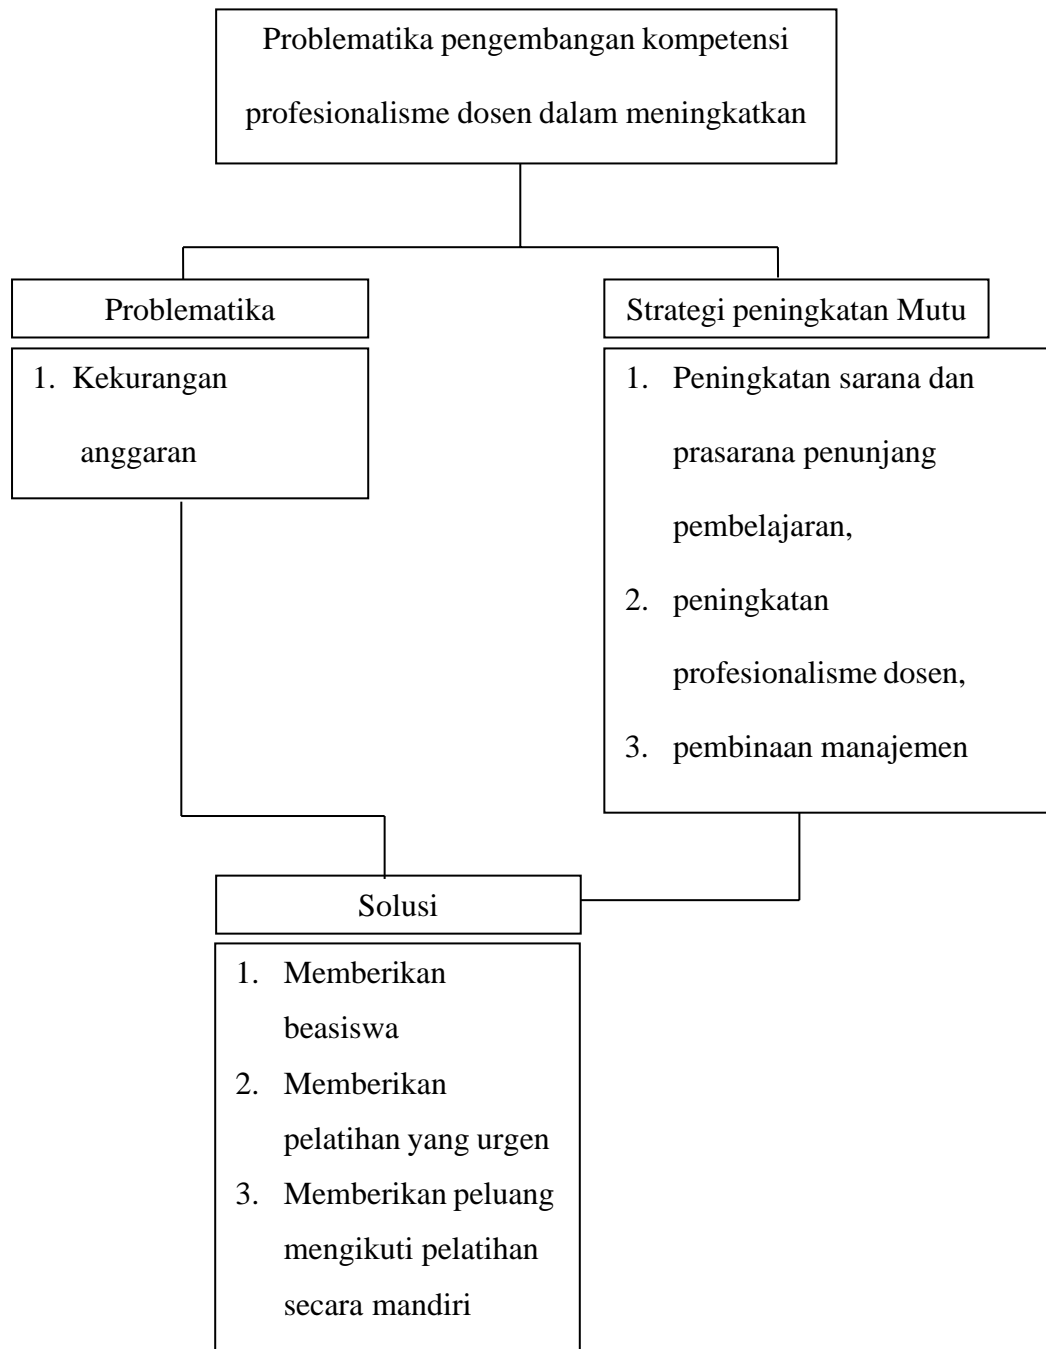 Problematika pengembangan kompetensi
profesionalisme dosen dalam meningkatkan
Problematika
1. Kekurangan
anggaran
Strategi peningkatan Mutu
1. Peningkatan sarana dan
prasarana penunjang
pembelajaran,
2. peningkatan
profesionalisme dosen,
3. pembinaan manajemen
Solusi
1. Memberikan
beasiswa
2. Memberikan
pelatihan yang urgen
3. Memberikan peluang
mengikuti pelatihan
secara mandiri